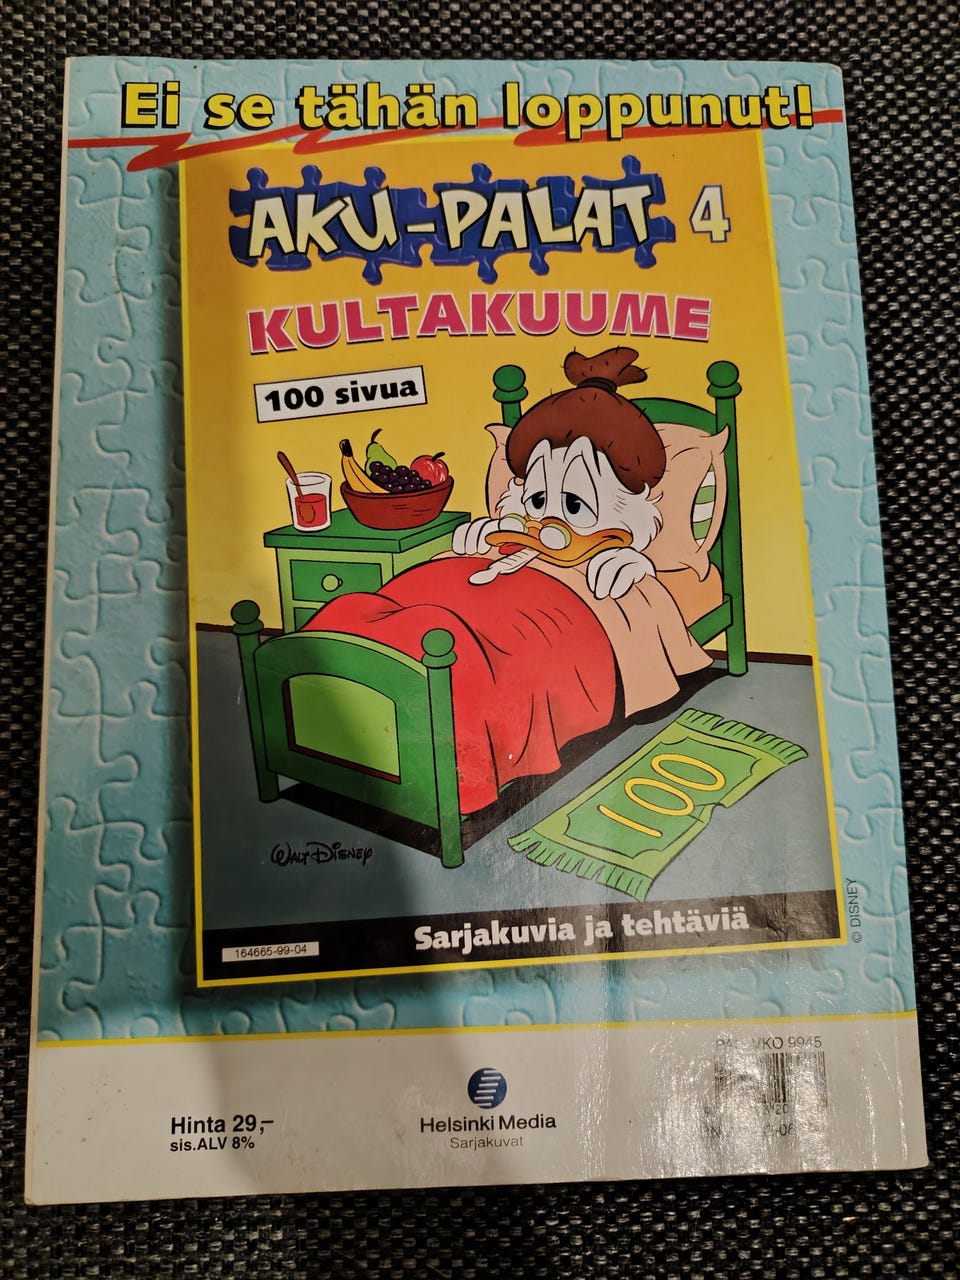 Ei se tähän loppunut!
AKU-PALAT 4
KULTAKUUME
100 sivua
100
WALT DISNEY
Sarjakuvia ja tehtäviä
164665-99-04
© DISNEY
VKO 9945
Hinta 29,–
sis.ALV 8%
Helsinki Media
Sarjakuvat